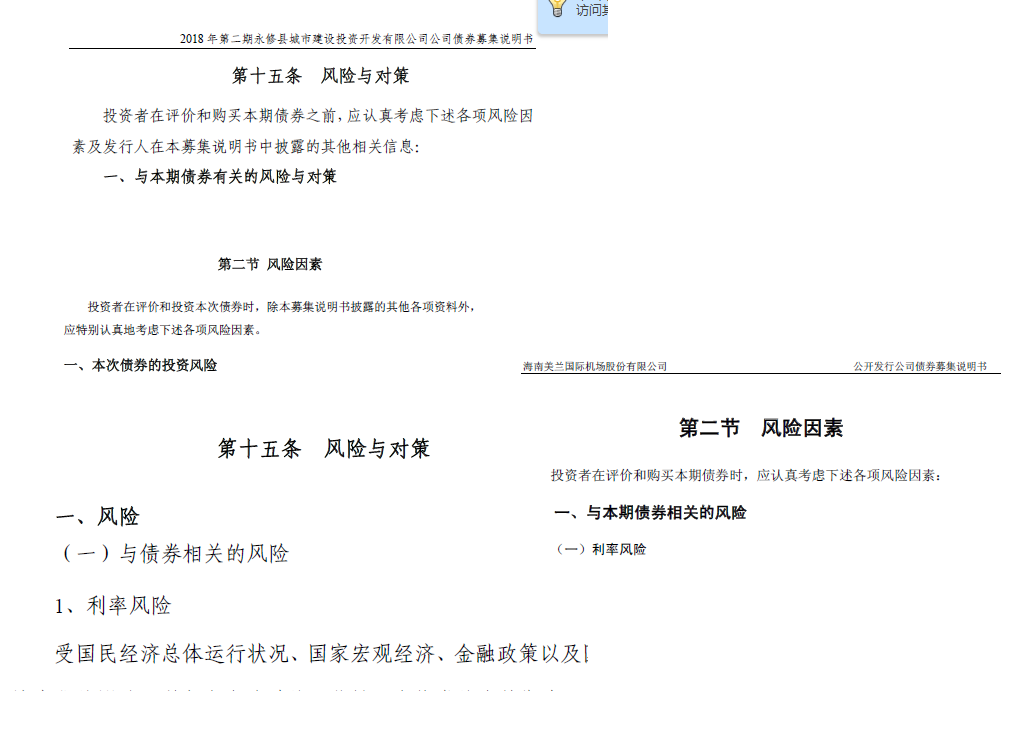 访问
2018 年第二期永修县城市建设投资开发有限公司公司债券募集说明书
第十五条 风险与对策
投资者在评价和购买本期债券之前，应认真考虑下述各项风险因
素及发行人在本募集说明书中披露的其他相关信息：
一、与本期债券有关的风险与对策
第二节 风险因素
投资者在评价和投资本次债券时，除本募集说明书披露的其他各项资料外，
应特别认真地考虑下述各项风险因素。
一、本次债券的投资风险
第十五条 风险与对策
一、风险
（一）与债券相关的风险
1、利率风险
受国民经济总体运行状况、国家宏观经济、金融政策以及
海南美兰国际机场股份有限公司 公开发行公司债券募集说明书
第二节 风险因素
投资者在评价和购买本期债券时，应认真考虑下述各项风险因素：
一、与本期债券相关的风险
（一）利率风险